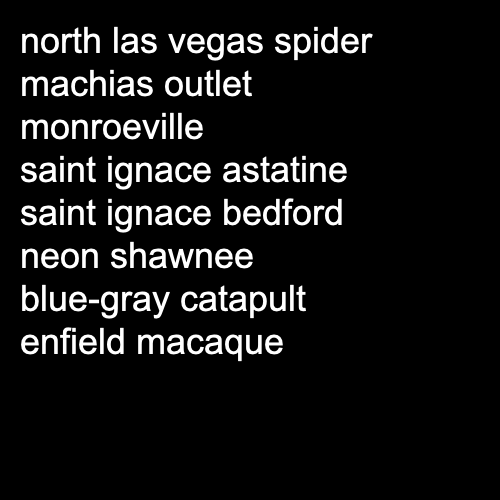 north las vegas spider
machias outlet
monroeville
saint ignace astatine
saint ignace bedford
neon shawnee
blue-gray catapult
enfield macaque